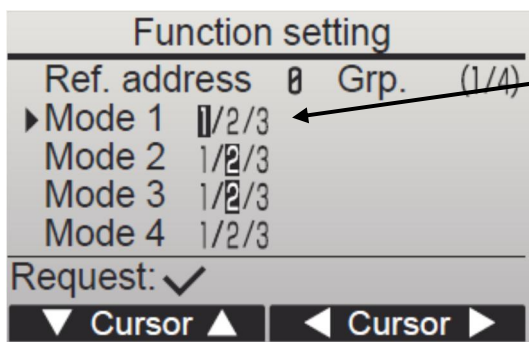 Function setting
Ref. address 0 Grp. (1/4)
▶Mode 1 1/2/3
Mode 2 1/2/3
Mode 3 1/2/3
Mode 4 1/2/3
Request: ✓
▼ Cursor ▲ ◀ Cursor ▶